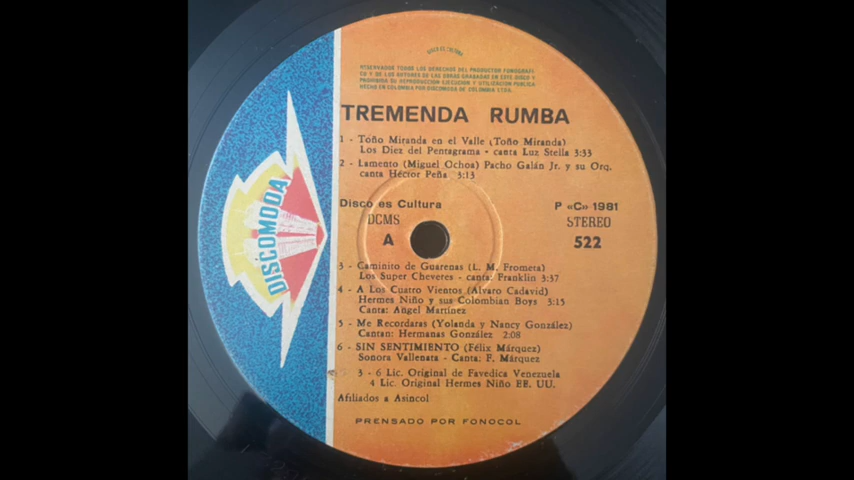 DISCO ES CULTURA
RESERVADOS TODOS LOS DERECHOS DEL PRODUCTOR FONOGRAFI
CO Y DE LOS AUTORES DE LAS OBRAS GRABADAS EN ESTE DISCO Y
PROHIBIDA SU REPRODUCCION EJECUCION Y UTILIZACION PUBLICA
HECHO EN COLOMBIA POR DISCOMODA DE COLOMBIA LTDA.
TREMENDA RUMBA
1 - Toño Miranda en el Valle (Toño Miranda)
Los Diez del Pentagrama - canta Luz Stella 3:33
2 - Lamento (Miguel Ochoa) Pacho Galán Jr. y su Orq.
canta Héctor Peña 3:13
Disco es Cultura
P «C» 1981
DCMS
STEREO
A
522
DISCOMODA
3 - Caminito de Guarenas (L. M. Frometa)
Los Super Cheveres - canta: Franklin 3:37
4 - A Los Cuatro Vientos (Alvaro Cadavid)
Hermes Niño y sus Colombian Boys 3:15
Canta: Angel Martínez
5 - Me Recordaras (Yolanda y Nancy González)
Cantan: Hermanas González 2:08
6 - SIN SENTIMIENTO (Félix Márquez)
Sonora Vallenata - Canta: F. Márquez
3 - 6 Lic. Original de Favedica Venezuela
4 Lic. Original Hermes Niño EE. UU.
Afiliados a Asincol
PRENSADO POR FONOCOL